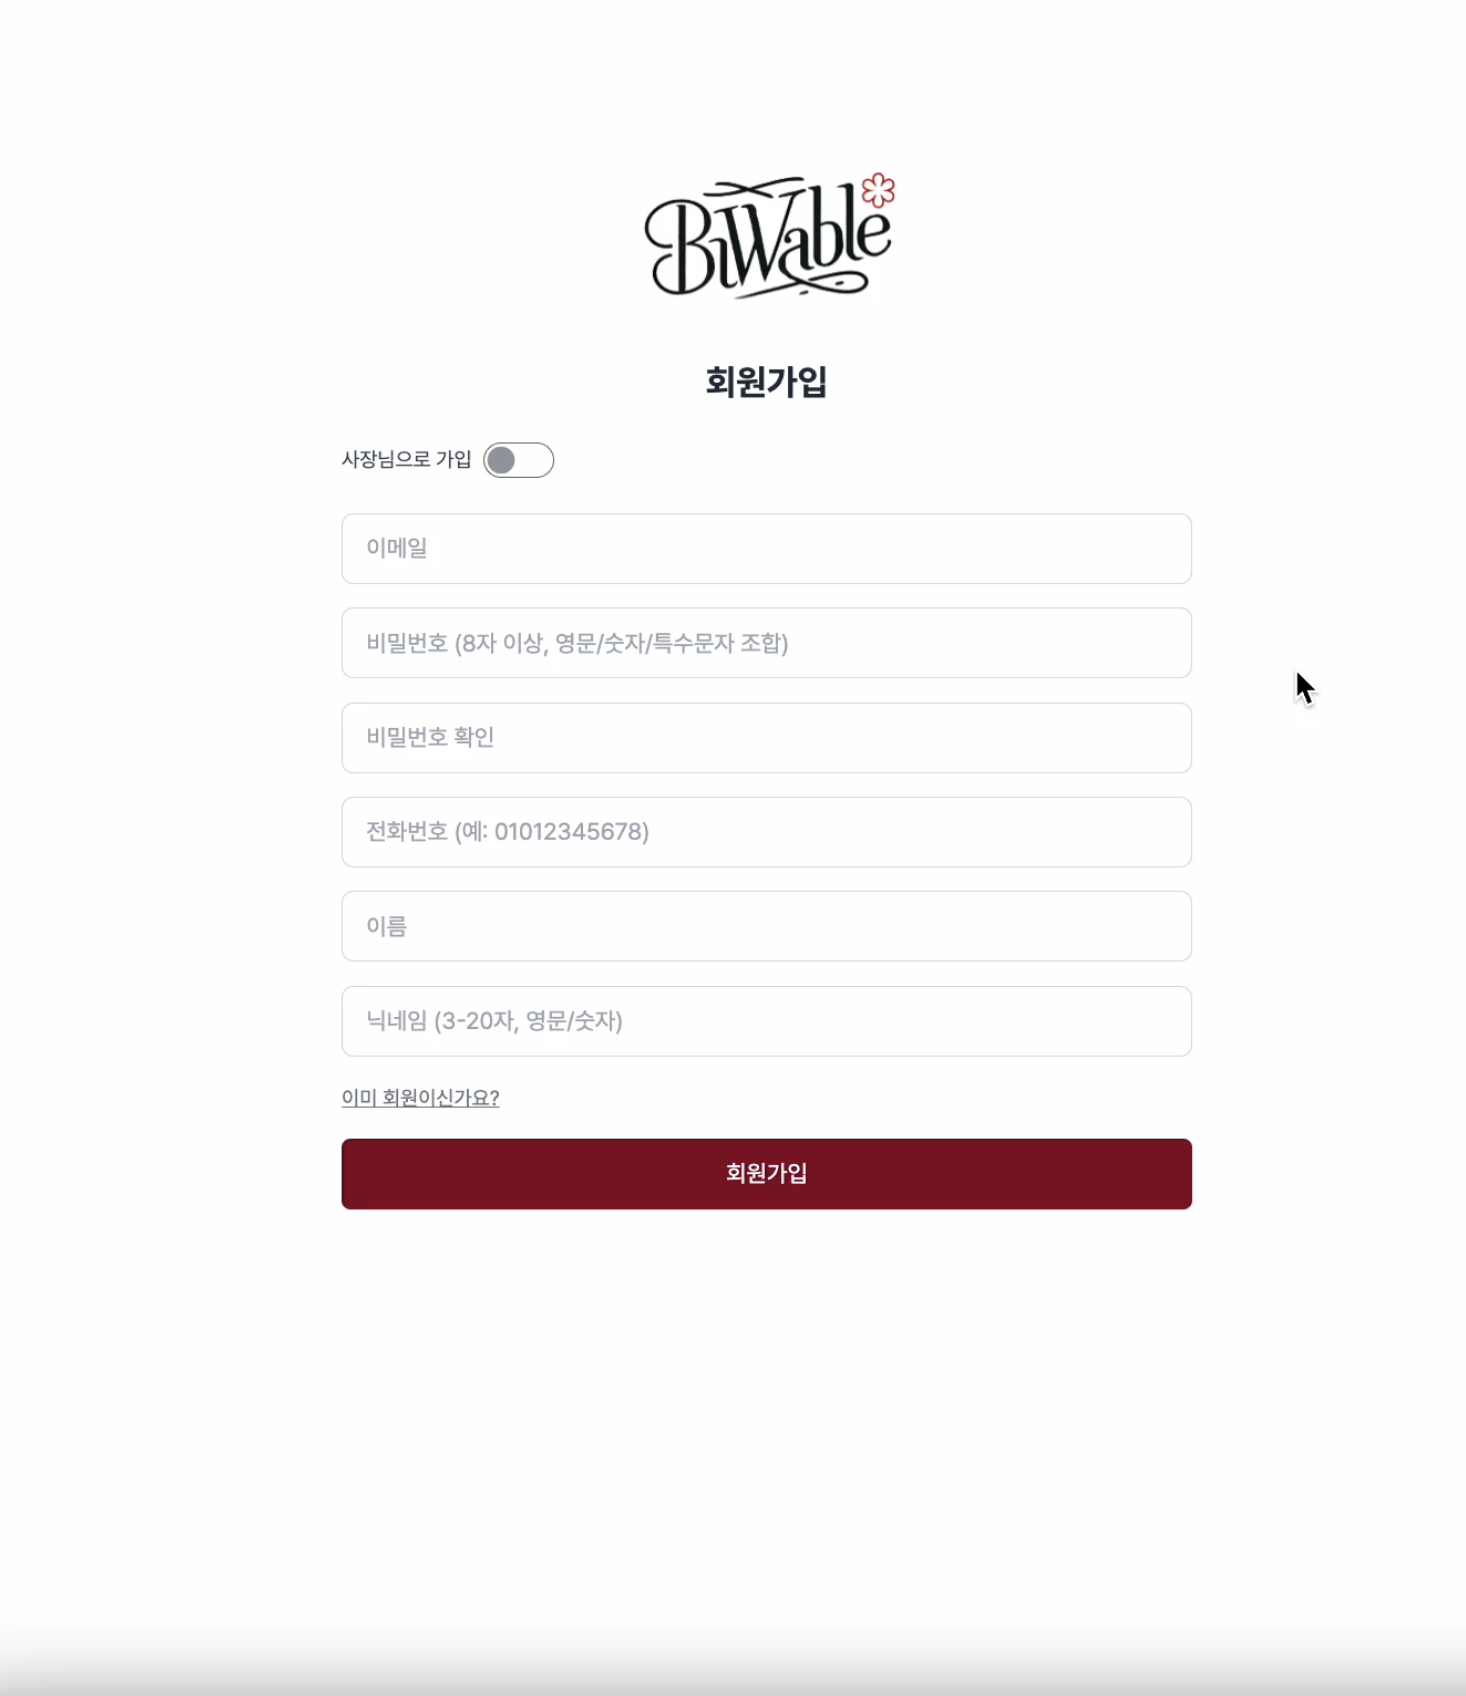 BiWable
회원가입
사장님으로 가입
이메일
비밀번호 (8자 이상, 영문/숫자/특수문자 조합)
비밀번호 확인
전화번호 (예: 01012345678)
이름
닉네임 (3-20자, 영문/숫자)
이미 회원이신가요?
회원가입